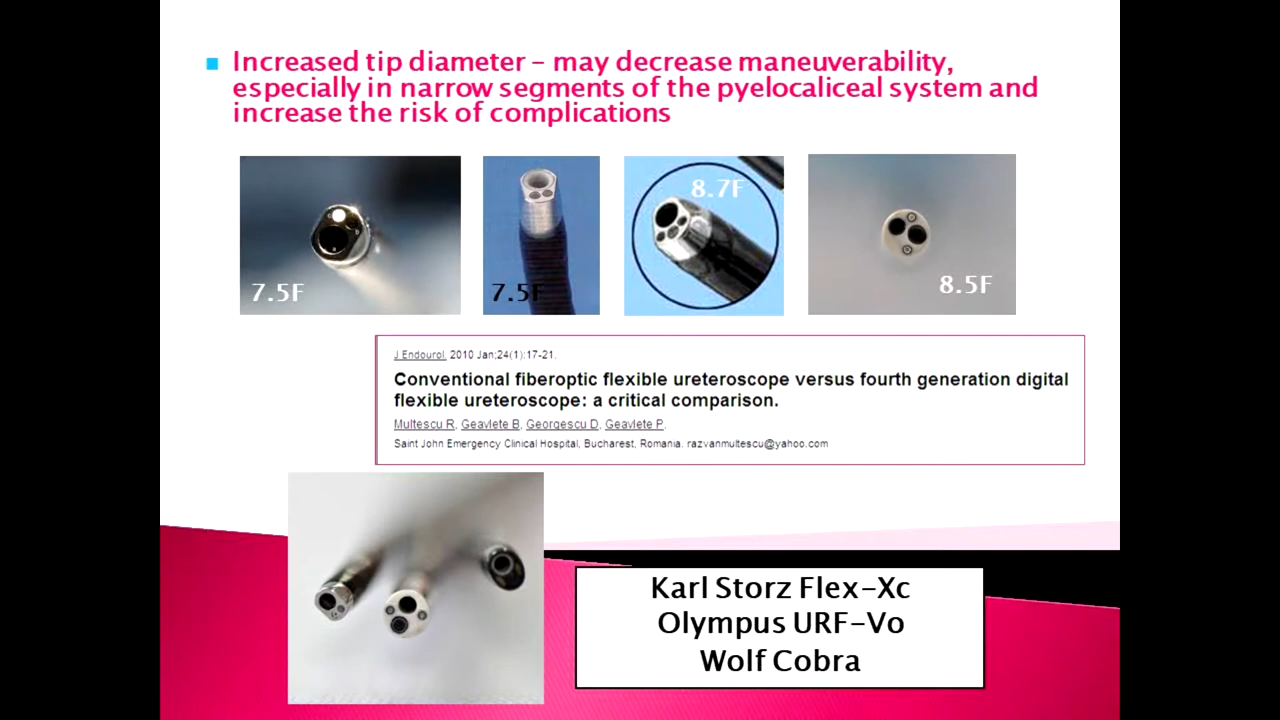 Increased tip diameter – may decrease maneuverability,
especially in narrow segments of the pyelocaliceal system and
increase the risk of complications
7.5F
7.5F
8.7F
8.5F
J Endourol. 2010 Jan;24(1):17-21.
Conventional fiberoptic flexible ureteroscope versus fourth generation digital
flexible ureteroscope: a critical comparison.
Multescu R, Geavlete B, Georgescu D, Geavlete P.
Saint John Emergency Clinical Hospital, Bucharest, Romania. razvanmultescu@yahoo.com
Karl Storz Flex-Xc
Olympus URF-Vo
Wolf Cobra